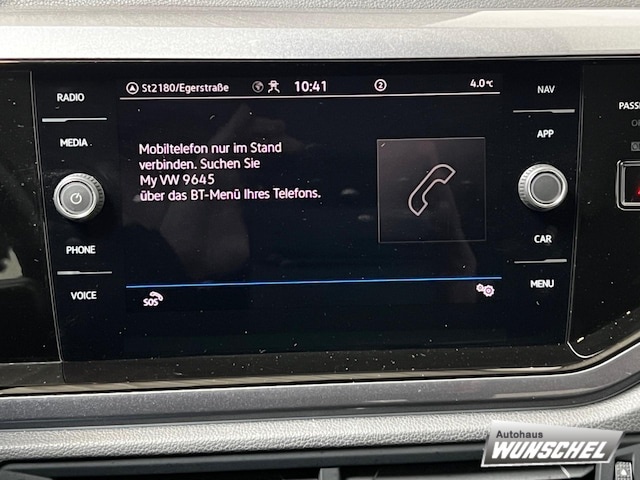 St2180/Egerstraße 10:41 2 4.0°C
RADIO
MEDIA
PHONE
VOICE
Mobiltelefon nur im Stand
verbinden. Suchen Sie
My VW 9645
über das BT-Menü Ihres Telefons.
SOS
NAV
APP
CAR
MENU
PASSE
Autohaus
WUNSCHEL